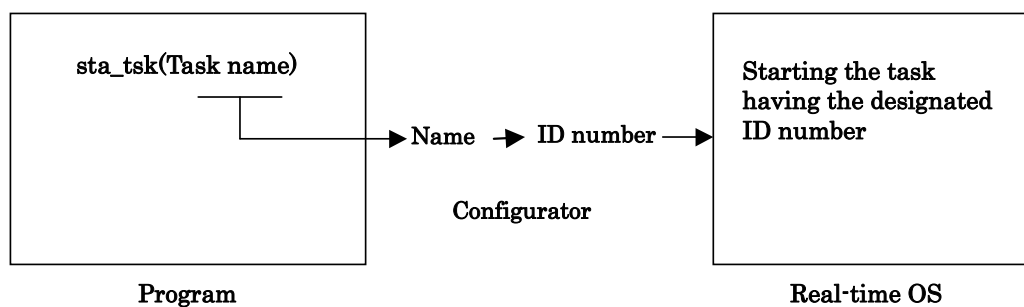 sta_tsk(Task name)
Name
ID number
Configurator
Starting the task
having the designated
ID number
Program
Real-time OS